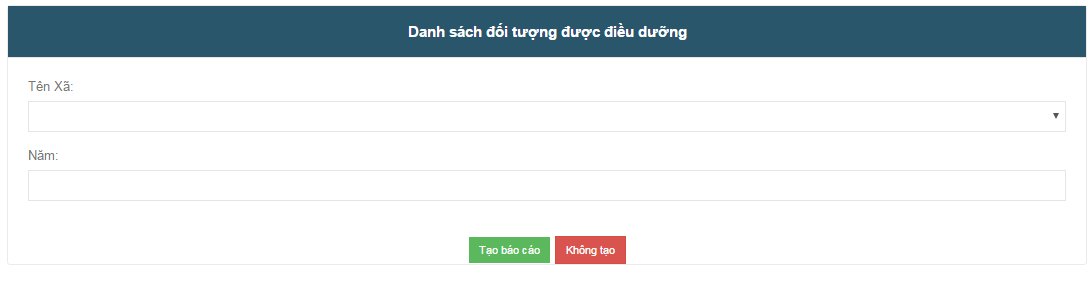 Danh sách đối tượng được điều dưỡng
Tên Xã:
Năm:
Tạo báo cáo Không tạo